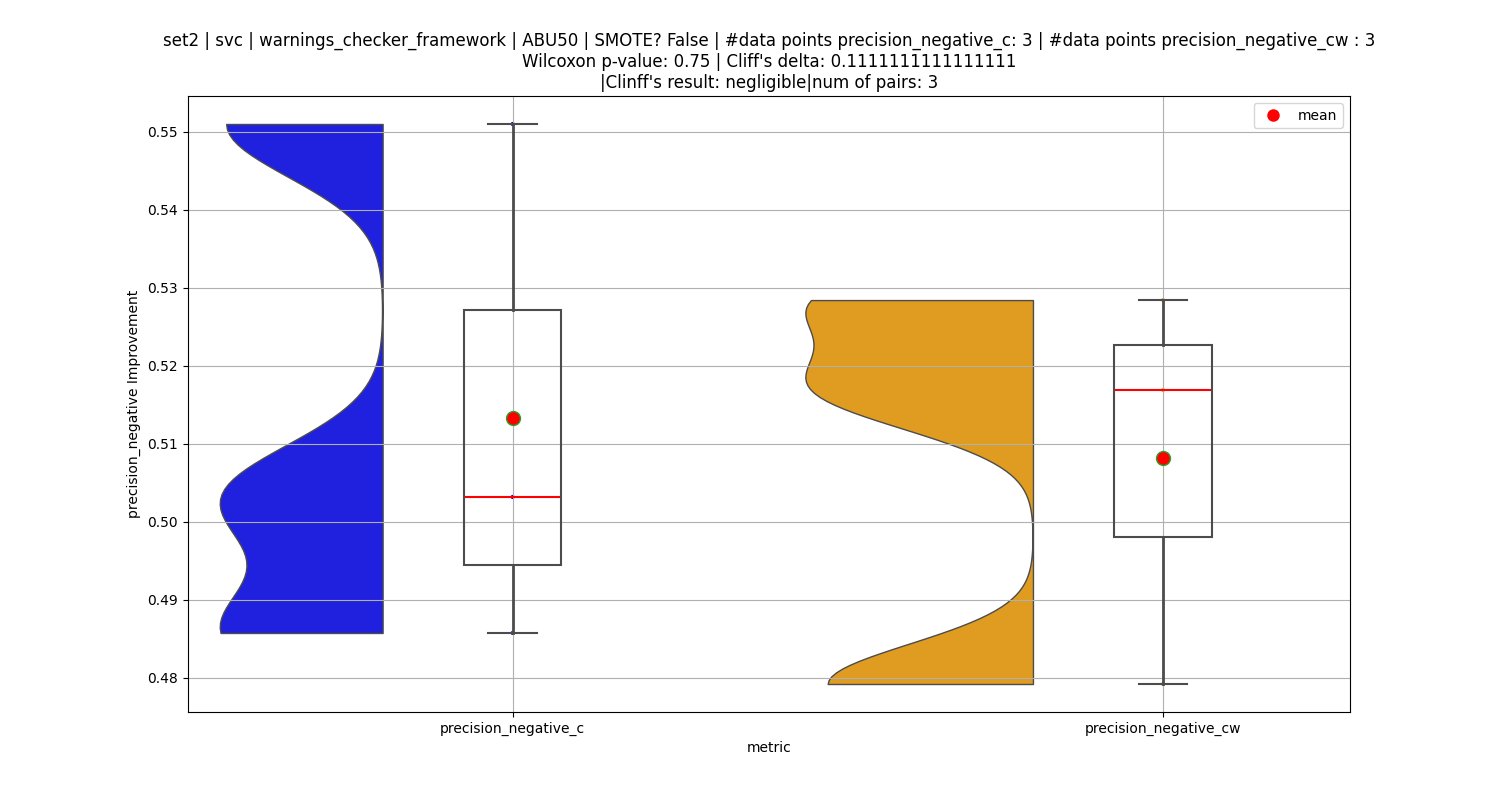 set2 | svc | warnings_checker_framework | ABU50 | SMOTE? False | #data points precision_negative_c: 3 | #data points precision_negative_cw : 3
Wilcoxon p-value: 0.75 | Cliff's delta: 0.1111111111111111
|Clinff's result: negligible|num of pairs: 3
mean
0.55
0.54
0.53
0.52
0.51
0.50
0.49
0.48
precision_negative Improvement
precision_negative_c
precision_negative_cw
metric